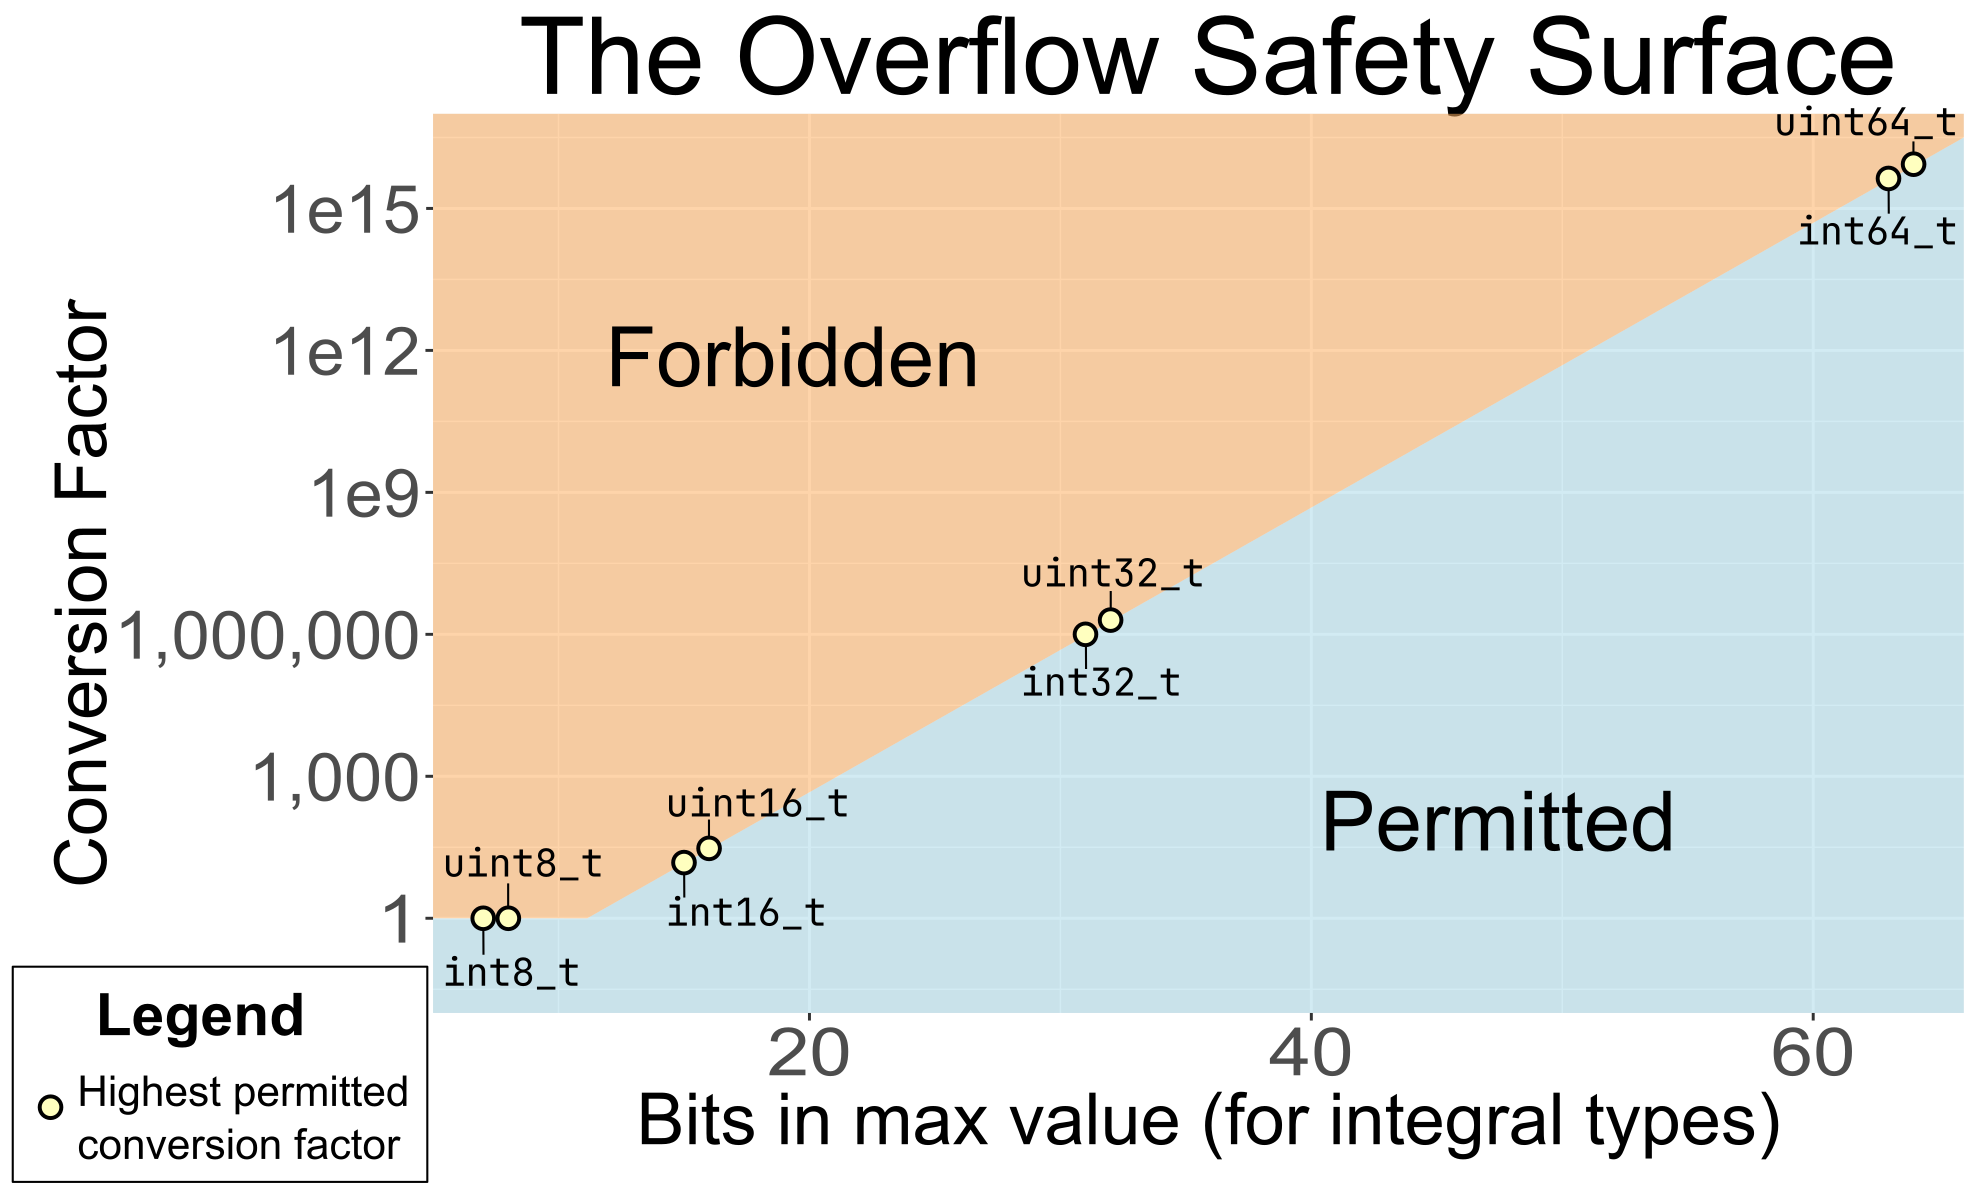 The Overflow Safety Surface
uint64_t
1e15
int64_t
1e12
Forbidden
1e9
Conversion Factor
uint32_t
1,000,000
int32_t
1,000
uint16_t
Permitted
uint8_t
int16_t
1
int8_t
20
40
60
Bits in max value (for integral types)
Legend
Highest permitted
conversion factor